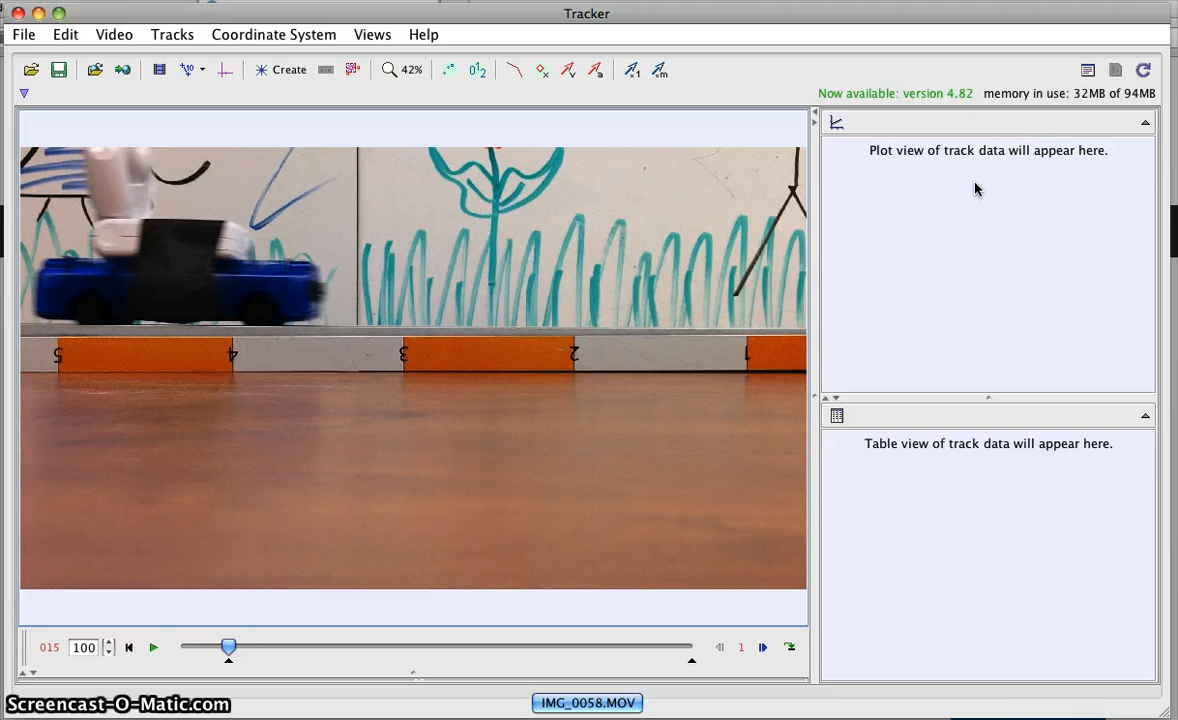 Tracker
File Edit Video Tracks Coordinate System Views Help
Create 42%
Now available: version 4.82 memory in use: 32MB of 94MB
Plot view of track data will appear here.
5 4 3 2 1
Table view of track data will appear here.
015 100 1
IMG_0058.MOV
Screencast-O-Matic.com